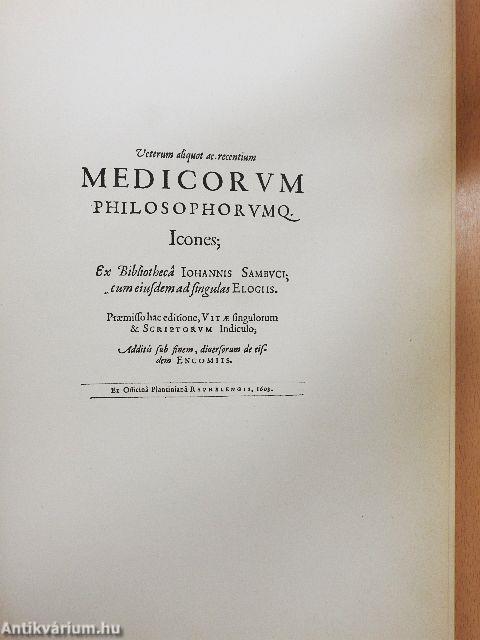 Veterum aliquot ac recentium
MEDICORVM
PHILOSOPHORVMQ.
Icones;
Ex Bibliothecâ IOHANNIS SAMBVCI;
cum eiusdem ad singulas ELOGIIS.
Præmisso hac editione, VITÆ singulorum
& SCRIPTORVM Indiculo;
Additis sub finem, diversorum de eis-
dem ENCOMIIS.
Ex Officinâ Plantinianâ RAPHELENGII, 1603.
Antikvárium.hu